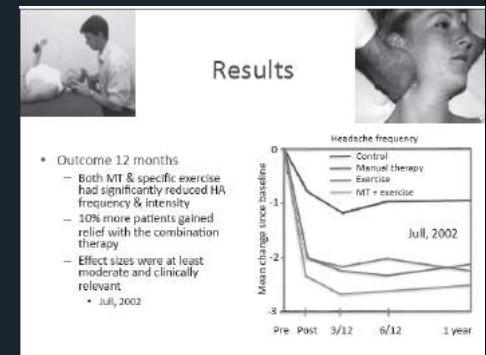 Results
• Outcome 12 months
– Both MT & specific exercise
had significantly reduced HA
frequency & intensity
– 10% more patients gained
relief with the combination
therapy
– Effect sizes were at least
moderate and clinically
relevant
• Jull, 2002
Headache frequency
Control
Manual therapy
Exercise
MT + exercise
Jull, 2002
Mean change since baseline
0
-1
-2
-3
Pre Post 3/12 6/12 1 year